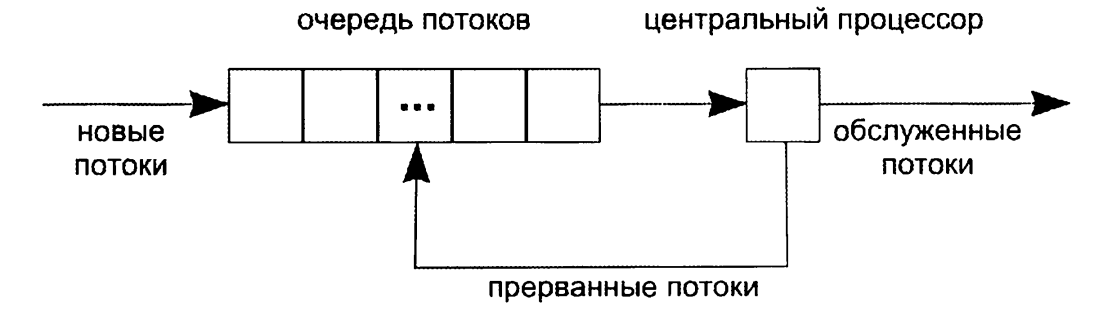 очередь потоков
центральный процессор
...
новые
потоки
обслуженные
потоки
прерванные потоки